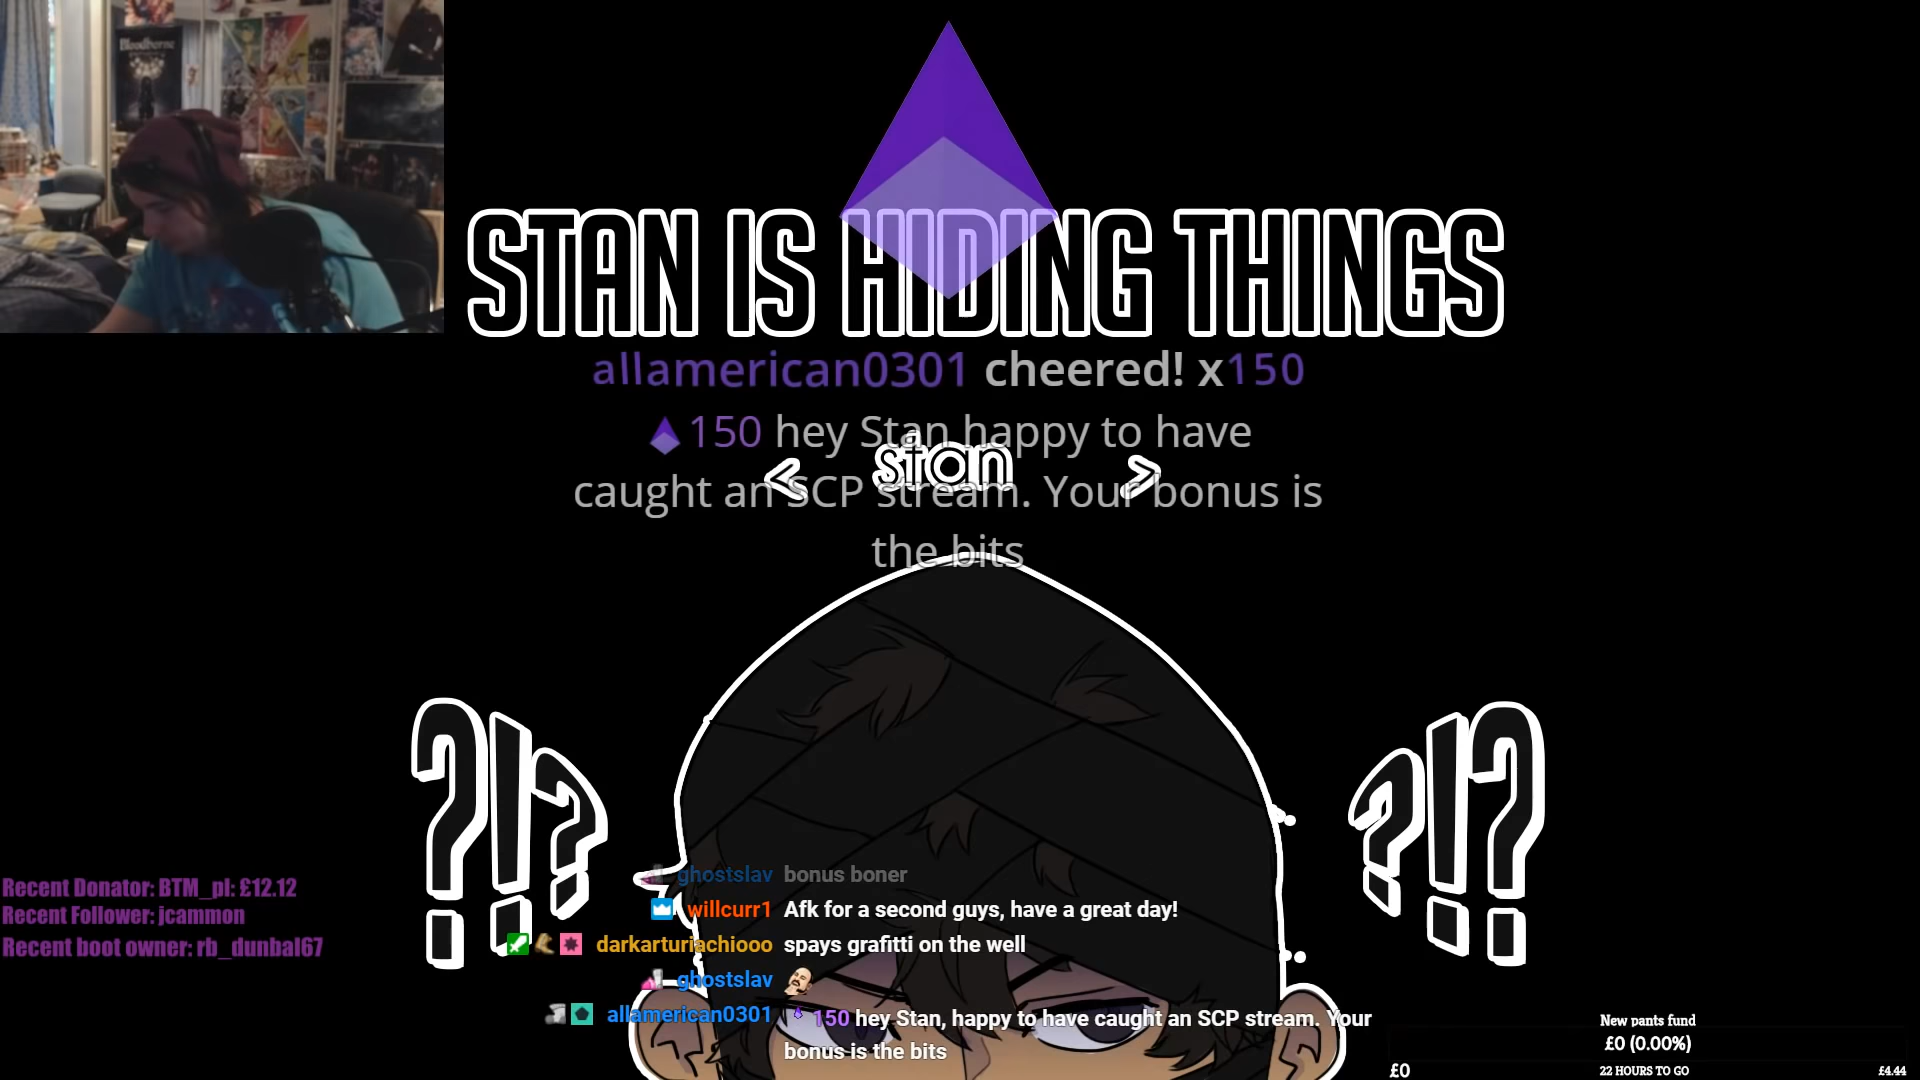 Bloodborne
STAN IS HIDING THINGS
allamerican0301 cheered! x150
150 hey Stan happy to have
caught an SCP stream. Your bonus is
the bits
< stan >
?!?
?!?
ghostslav bonus boner
willcurr1 Afk for a second guys, have a great day!
darkarturiachiooo spays grafitti on the well
ghostslav
allamerican0301 150 hey Stan, happy to have caught an SCP stream. Your
bonus is the bits
Recent Donator: BTM_pl: £12.12
Recent Follower: jcammon
Recent boot owner: rb_dunbal67
New pants fund
£0 (0.00%)
£0 22 HOURS TO GO £4.44